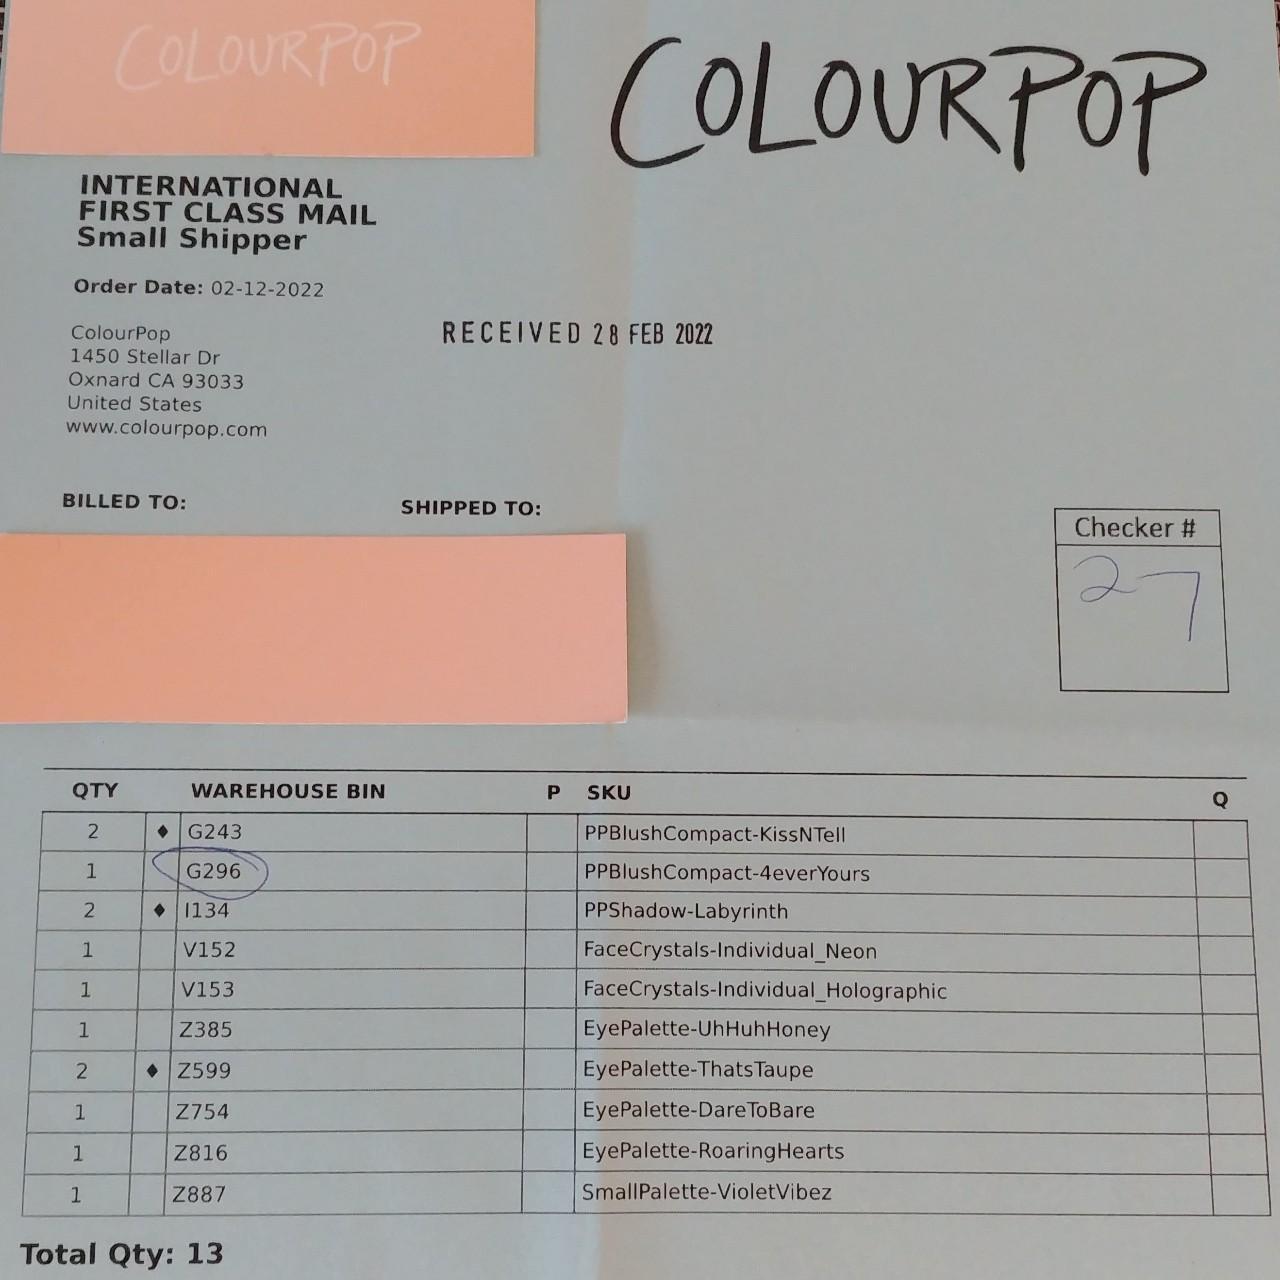 COLOURPOP
COLOURPOP
INTERNATIONAL
FIRST CLASS MAIL
Small Shipper
Order Date: 02-12-2022
ColourPop
1450 Stellar Dr
Oxnard CA 93033
United States
www.colourpop.com
RECEIVED 28 FEB 2022
BILLED TO:
SHIPPED TO:
Checker #
27
QTY WAREHOUSE BIN P SKU Q
2 ♦ G243 PPBlushCompact-KissNTell
1 G296 PPBlushCompact-4everYours
2 ♦ I134 PPShadow-Labyrinth
1 V152 FaceCrystals-Individual_Neon
1 V153 FaceCrystals-Individual_Holographic
1 Z385 EyePalette-UhHuhHoney
2 ♦ Z599 EyePalette-ThatsTaupe
1 Z754 EyePalette-DareToBare
1 Z816 EyePalette-RoaringHearts
1 Z887 SmallPalette-VioletVibez
Total Qty: 13